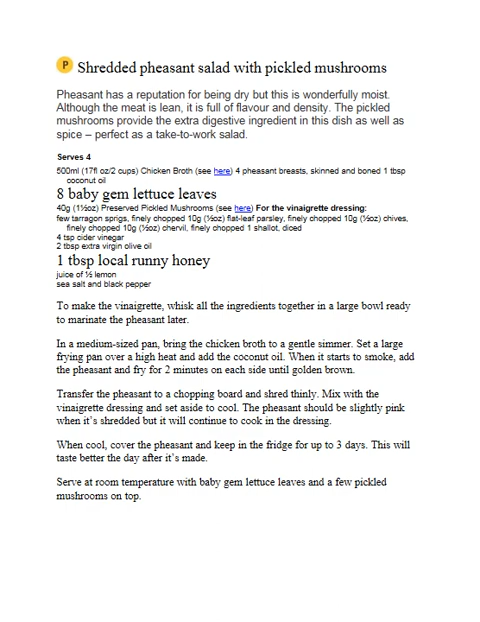 P Shredded pheasant salad with pickled mushrooms
Pheasant has a reputation for being dry but this is wonderfully moist.
Although the meat is lean, it is full of flavour and density. The pickled
mushrooms provide the extra digestive ingredient in this dish as well as
spice – perfect as a take-to-work salad.
Serves 4
500ml (17fl oz/2 cups) Chicken Broth (see here) 4 pheasant breasts, skinned and boned 1 tbsp
coconut oil
8 baby gem lettuce leaves
40g (1½oz) Preserved Pickled Mushrooms (see here) For the vinaigrette dressing:
few tarragon sprigs, finely chopped 10g (½oz) flat-leaf parsley, finely chopped 10g (½oz) chives,
finely chopped 10g (½oz) chervil, finely chopped 1 shallot, diced
4 tsp cider vinegar
2 tbsp extra virgin olive oil
1 tbsp local runny honey
juice of ½ lemon
sea salt and black pepper
To make the vinaigrette, whisk all the ingredients together in a large bowl ready
to marinate the pheasant later.
In a medium-sized pan, bring the chicken broth to a gentle simmer. Set a large
frying pan over a high heat and add the coconut oil. When it starts to smoke, add
the pheasant and fry for 2 minutes on each side until golden brown.
Transfer the pheasant to a chopping board and shred thinly. Mix with the
vinaigrette dressing and set aside to cool. The pheasant should be slightly pink
when it's shredded but it will continue to cook in the dressing.
When cool, cover the pheasant and keep in the fridge for up to 3 days. This will
taste better the day after it's made.
Serve at room temperature with baby gem lettuce leaves and a few pickled
mushrooms on top.